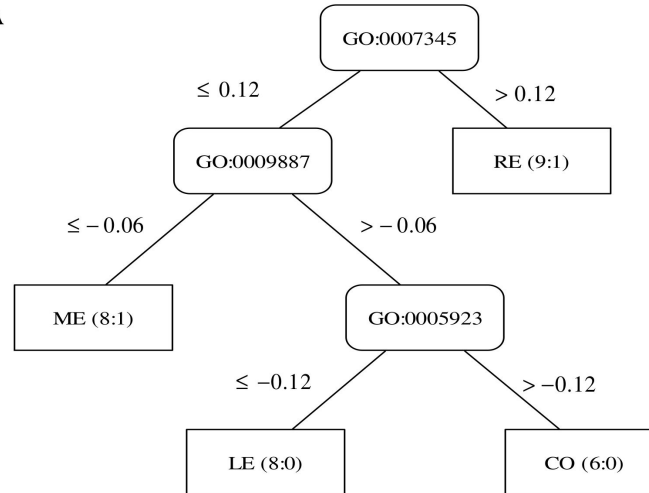 A
GO:0007345
≤ 0.12
> 0.12
GO:0009887
RE (9:1)
≤ − 0.06
> − 0.06
ME (8:1)
GO:0005923
≤ −0.12
> −0.12
LE (8:0)
CO (6:0)